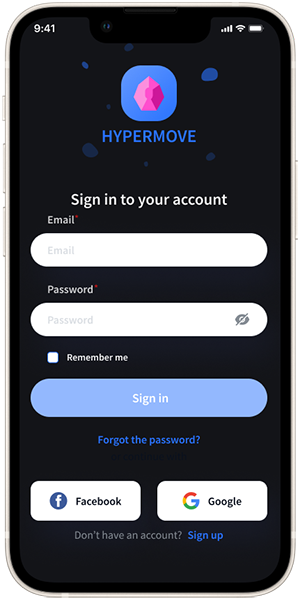 9:41
HYPERMOVE
Sign in to your account
Email*
Email
Password*
Password
Remember me
Sign in
Forgot the password?
Facebook
Google
Don't have an account? Sign up